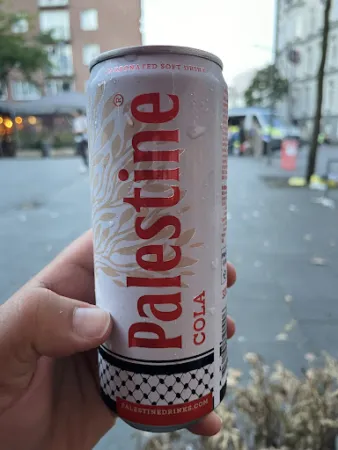 CARBONATED SOFT DRINK
®
Palestine
COLA
PALESTINEDRINKS.COM